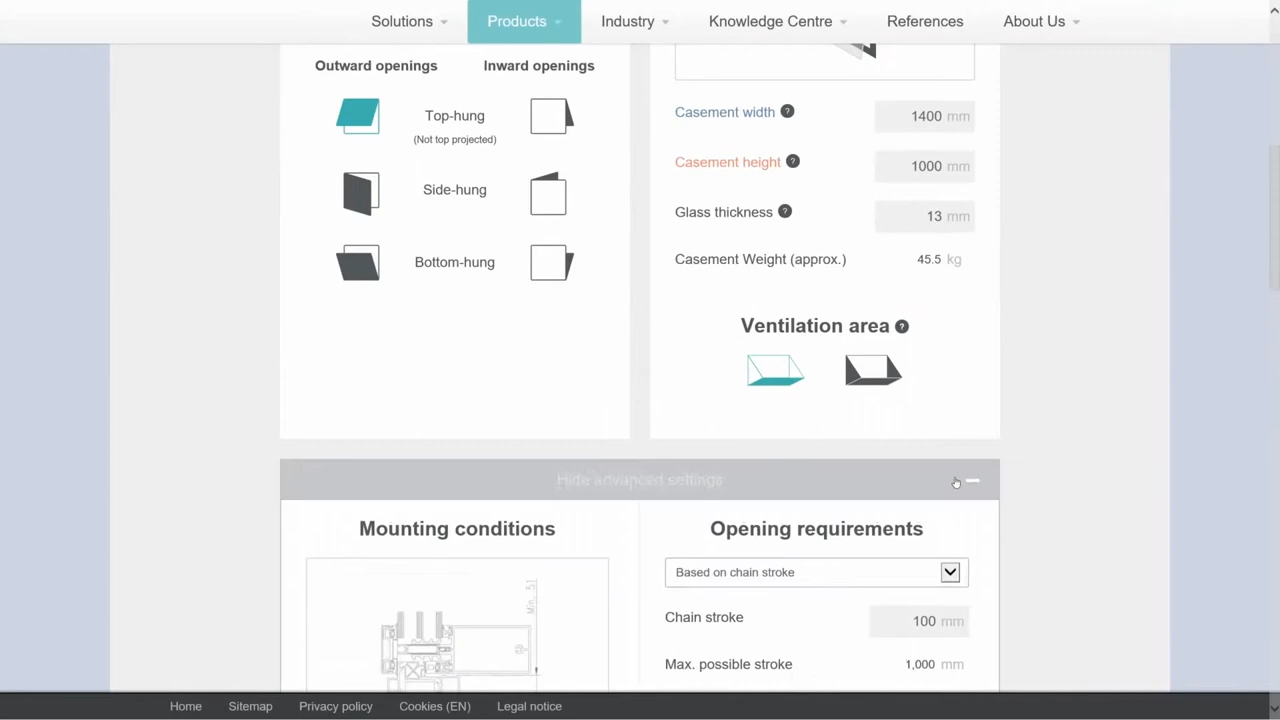 Solutions Products Industry Knowledge Centre References About Us
Outward openings Inward openings
Top-hung
(Not top projected)
Side-hung
Bottom-hung
Casement width ? 1400 mm
Casement height ? 1000 mm
Glass thickness ? 13 mm
Casement Weight (approx.) 45.5 kg
Ventilation area ?
Hide advanced settings
Mounting conditions
Min. 51
Opening requirements
Based on chain stroke
Chain stroke 100 mm
Max. possible stroke 1,000 mm
Home Sitemap Privacy policy Cookies (EN) Legal notice